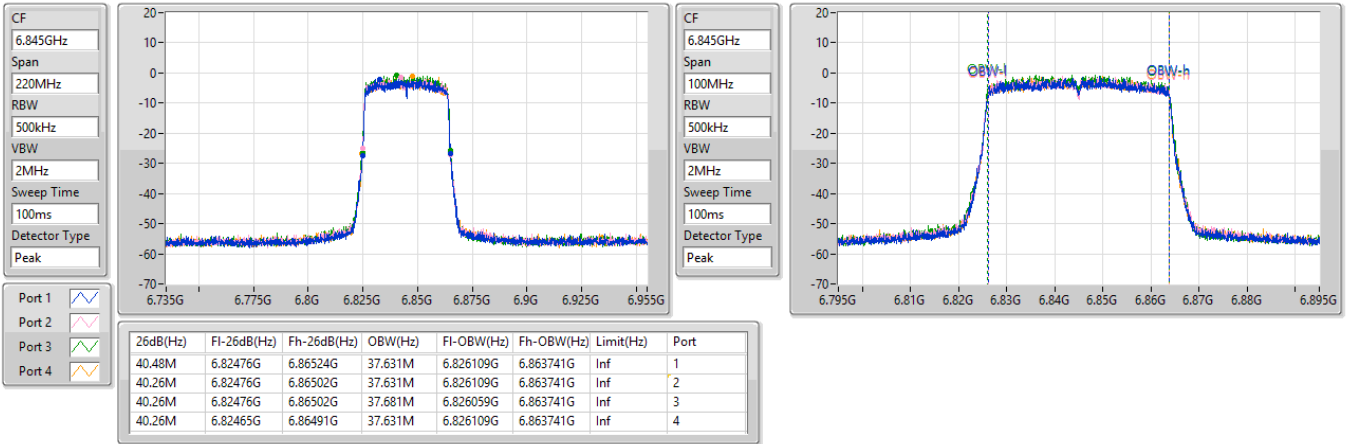 CF
6.845GHz
Span
220MHz
RBW
500kHz
VBW
2MHz
Sweep Time
100ms
Detector Type
Peak
20-
10-
0-
-10-
-20-
-30-
-40-
-50-
-60-
-70-
6.735G 6.775G 6.8G 6.825G 6.85G 6.875G 6.9G 6.925G 6.955G
CF
6.845GHz
Span
100MHz
RBW
500kHz
VBW
2MHz
Sweep Time
100ms
Detector Type
Peak
20-
10-
0-
-10-
-20-
-30-
-40-
-50-
-60-
-70-
OBW-l OBW-h
6.795G 6.81G 6.82G 6.83G 6.84G 6.85G 6.86G 6.87G 6.88G 6.895G
Port 1
Port 2
Port 3
Port 4
26dB(Hz) Fl-26dB(Hz) Fh-26dB(Hz) OBW(Hz) Fl-OBW(Hz) Fh-OBW(Hz) Limit(Hz) Port
40.48M 6.82476G 6.86524G 37.631M 6.826109G 6.863741G Inf 1
40.26M 6.82476G 6.86502G 37.631M 6.826109G 6.863741G Inf 2
40.26M 6.82476G 6.86502G 37.681M 6.826059G 6.863741G Inf 3
40.26M 6.82465G 6.86491G 37.631M 6.826109G 6.863741G Inf 4